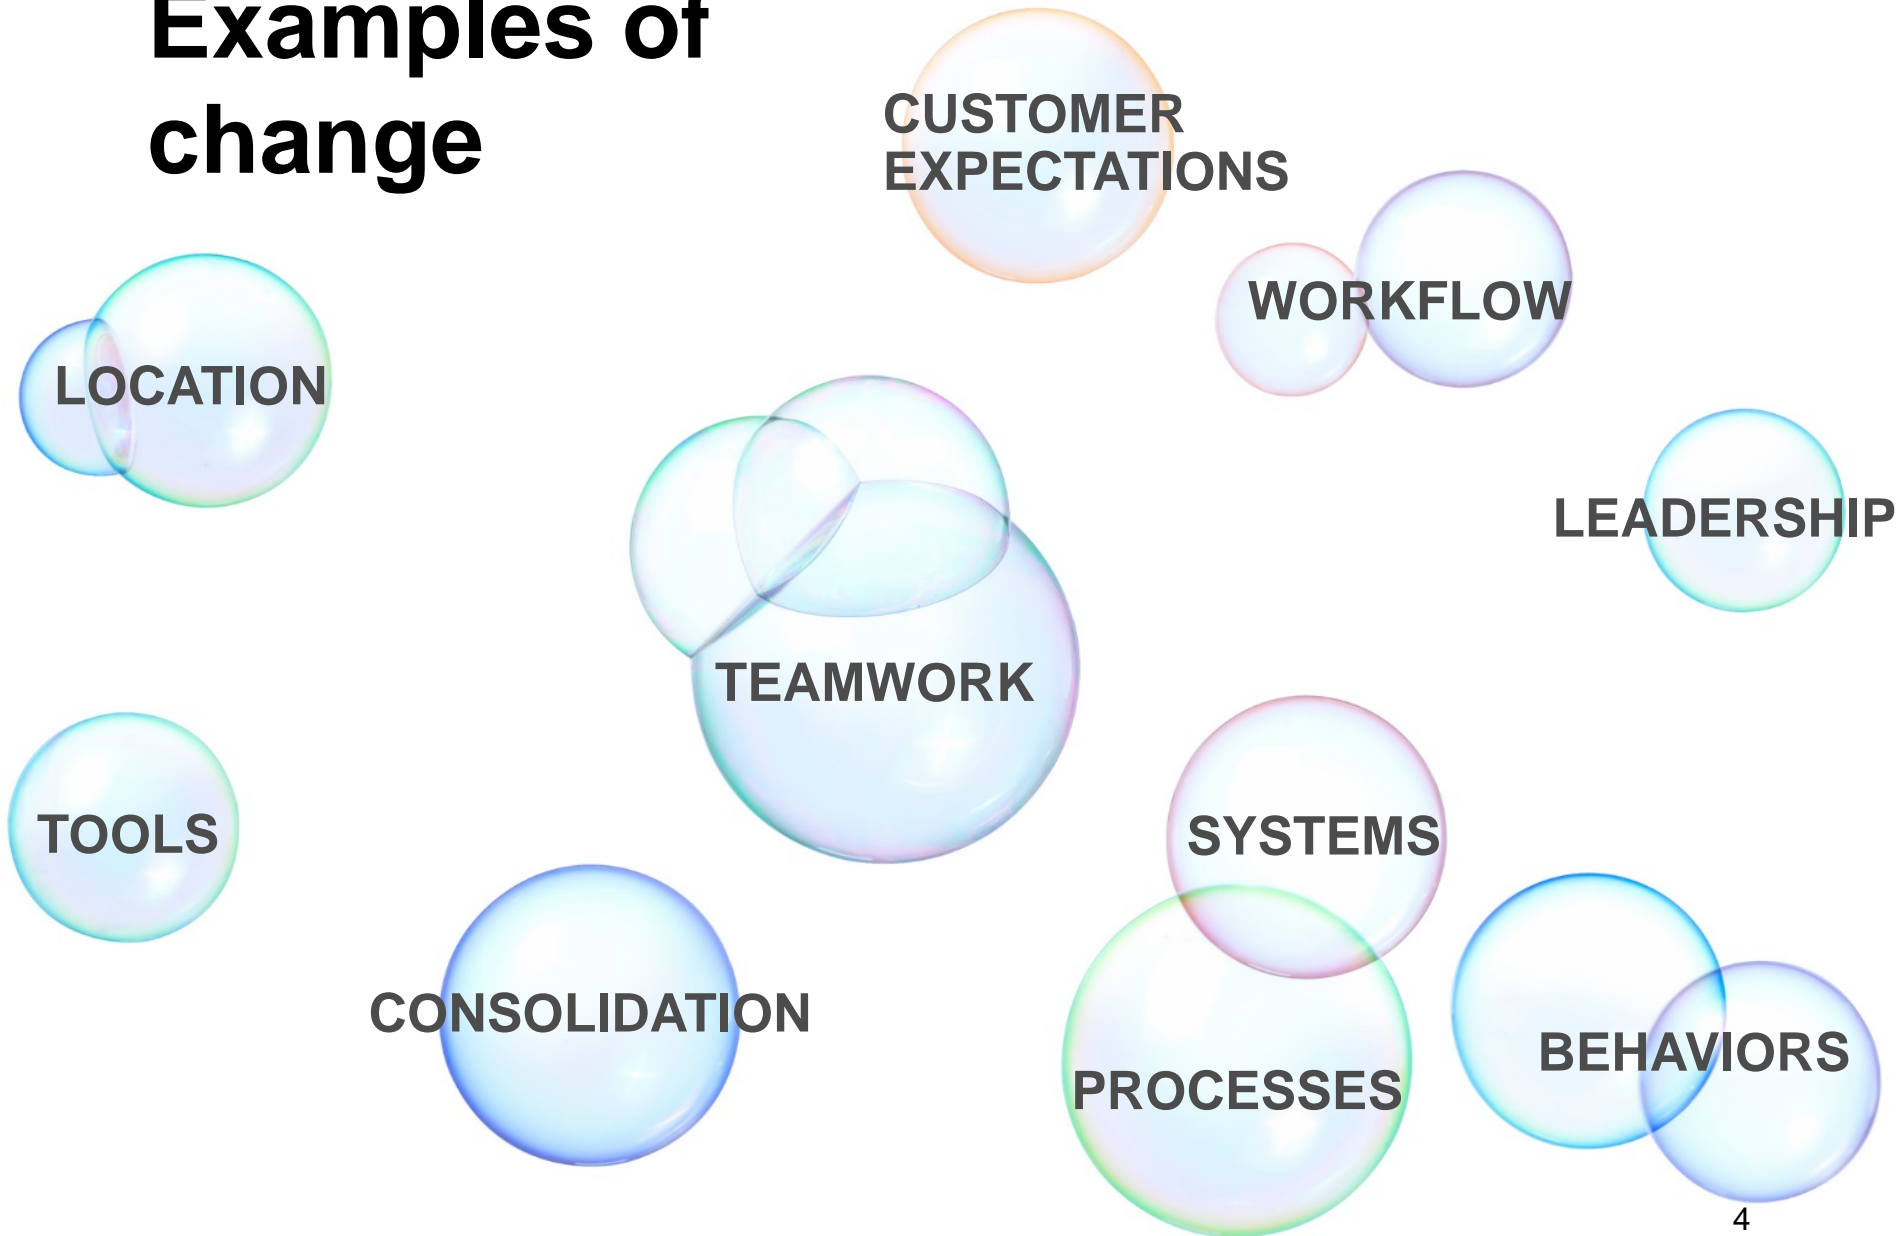 Examples of
change
CUSTOMER
EXPECTATIONS
WORKFLOW
LOCATION
LEADERSHIP
TEAMWORK
TOOLS
SYSTEMS
CONSOLIDATION
BEHAVIORS
PROCESSES
4